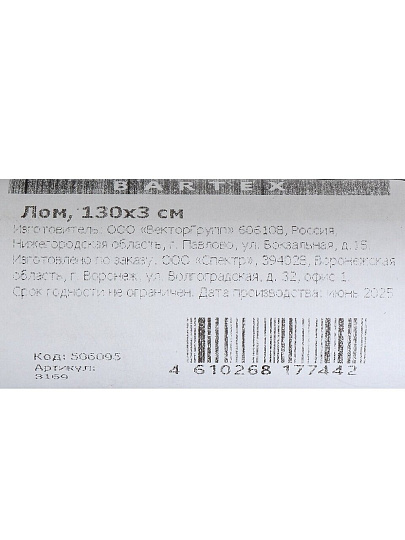 BARTEX
Лом, 130х3 см
Изготовитель: ООО «ВекторГрупп» 606108, Россия,
Нижегородская область, г. Павлово, ул. Вокзальная, д.16
Изготовлено по заказу: ООО «Спектр», 394028, Воронежская
область, г. Воронеж, ул. Волгоградская, д. 32, офис 1
Срок годности не ограничен. Дата производства: июнь 2025
Код: 506095
Артикул:
3169
4 610268 177442